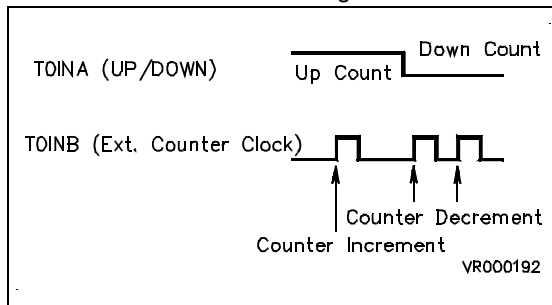 Down Count
TOINA (UP/DOWN)
Up Count
TOINB (Ext. Counter Clock)
Counter Decrement
Counter Increment
VR000192